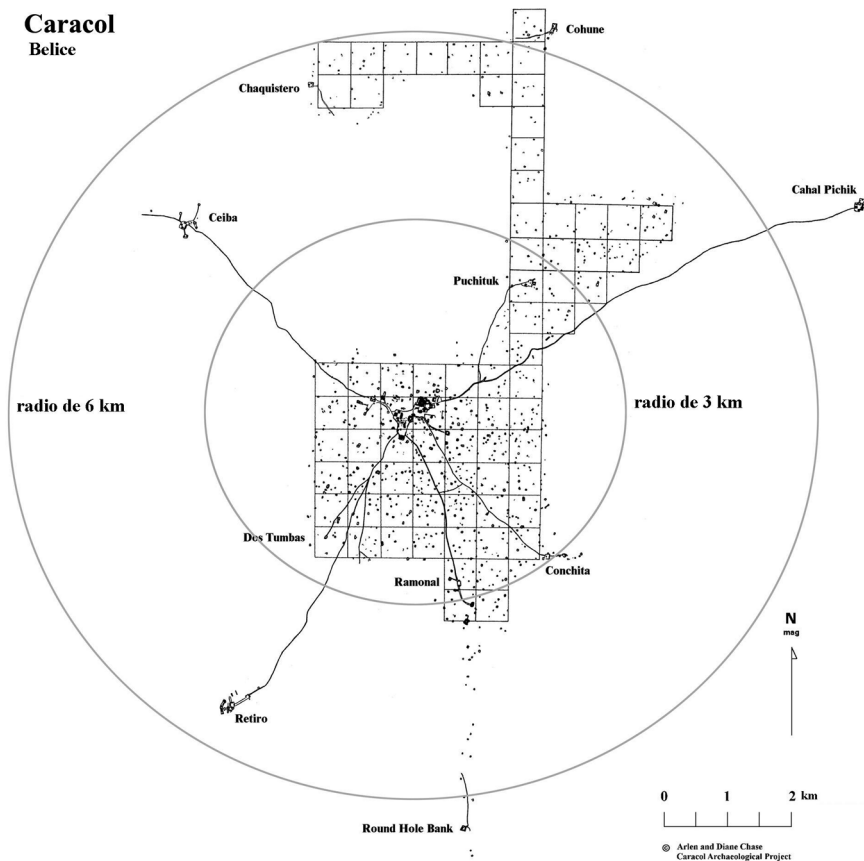 Caracol
Belice
Cohune
Chaquistero
Cahal Pichik
Ceiba
Puchituk
radio de 6 km
radio de 3 km
Dos Tumbas
Conchita
Ramonal
N
mag
Retiro
0 1 2 km
Round Hole Bank
© Arlen and Diane Chase
Caracol Archaeological Project